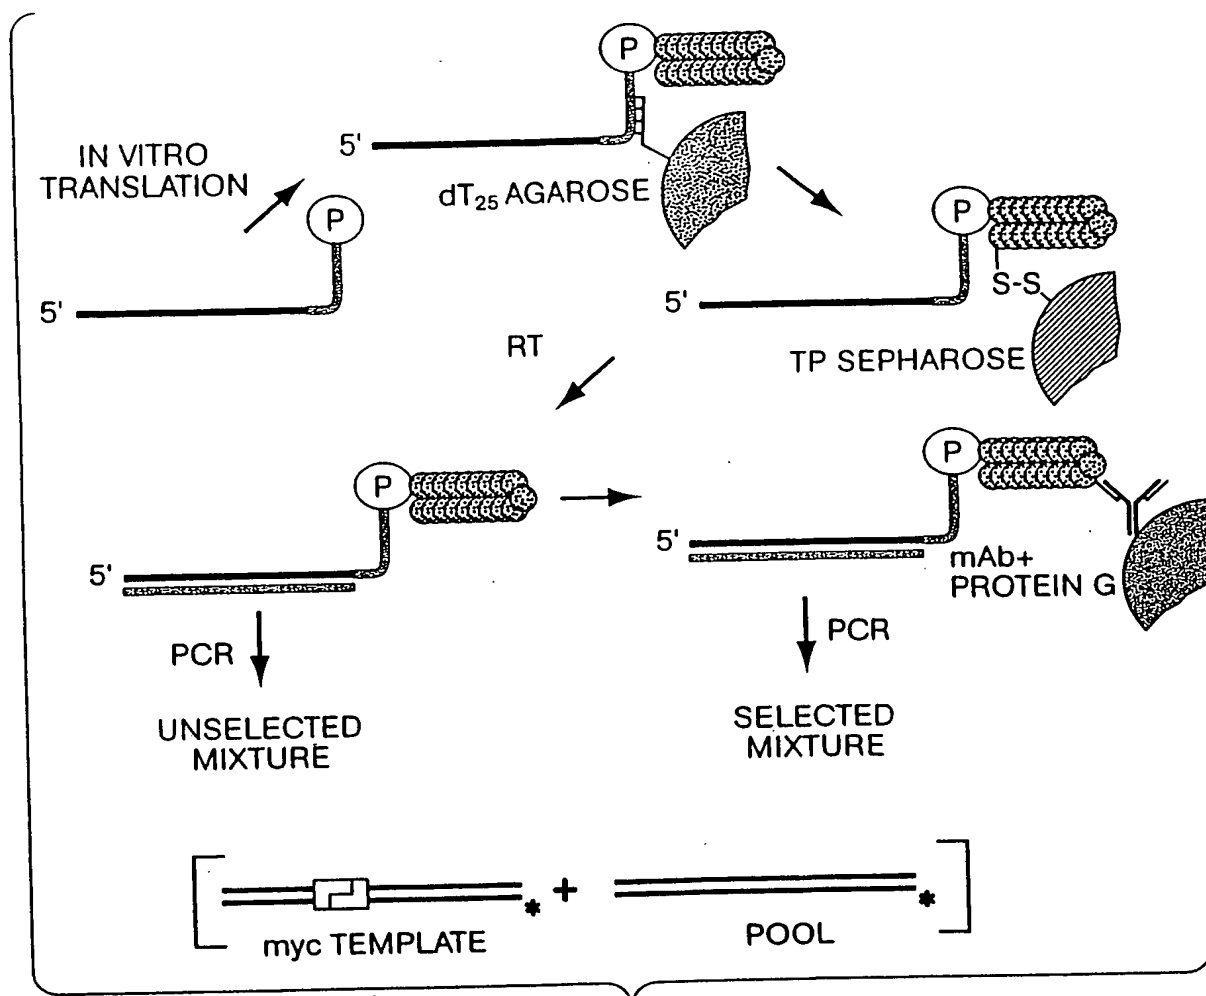 P
5'
IN VITRO
TRANSLATION
dT25 AGAROSE
P
5'
P
S-S
5'
TP SEPHAROSE
RT
P
5'
P
5'
mAb+
PROTEIN G
PCR
PCR
UNSELECTED
MIXTURE
SELECTED
MIXTURE
* + *
myc TEMPLATE
POOL